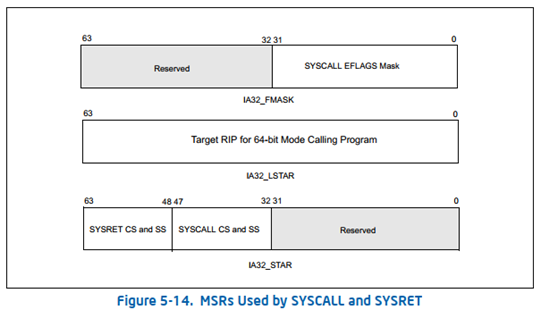 63 32 31 0
Reserved SYSCALL EFLAGS Mask
IA32_FMASK
63 0
Target RIP for 64-bit Mode Calling Program
IA32_LSTAR
63 48 47 32 31 0
SYSRET CS and SS SYSCALL CS and SS Reserved
IA32_STAR
Figure 5-14. MSRs Used by SYSCALL and SYSRET